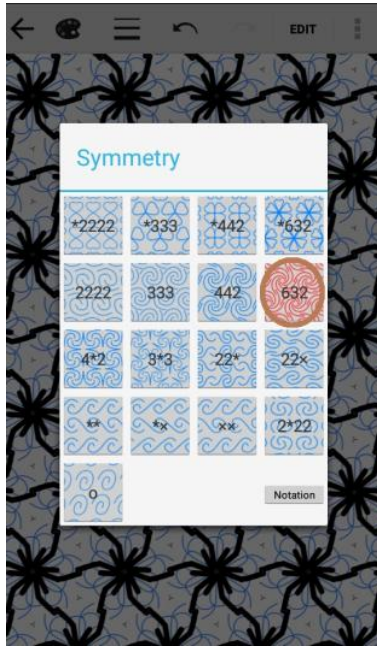 EDIT
Symmetry
*2222 *333 *442 *632
2222 333 442 632
4*2 3*3 22* 22×
** *× ×× 2*22
o Notation